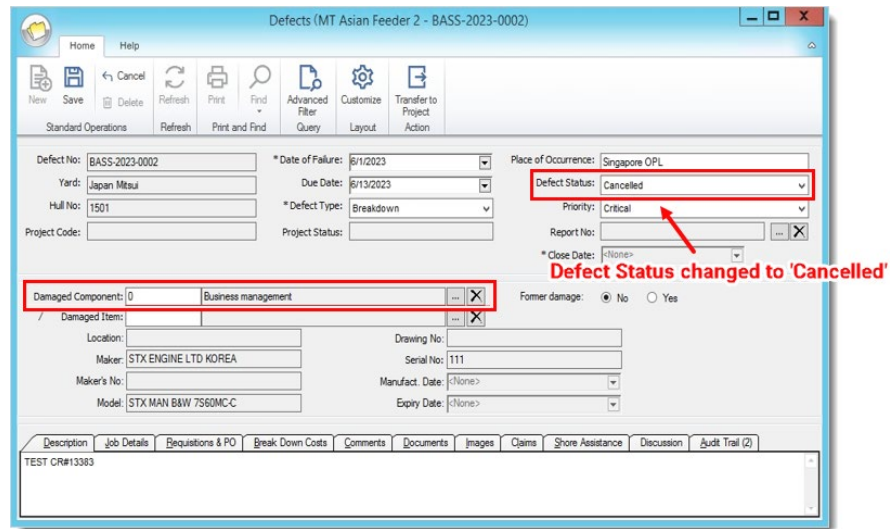 Defects (MT Asian Feeder 2 - BASS-2023-0002)
Home Help
New Save Cancel Delete Refresh Print Find Advanced Filter Customize Transfer to Project
Standard Operations Refresh Print and Find Query Layout Action
Defect No: BASS-2023-0002 * Date of Failure: 6/1/2023 Place of Occurrence: Singapore OPL
Yard: Japan Mitsui Due Date: 6/13/2023 Defect Status: Cancelled
Hull No: 1501 * Defect Type: Breakdown Priority: Critical
Project Code: Project Status: Report No: ...
* Close Date: <None>
Defect Status changed to 'Cancelled'
Damaged Component: 0 Business management ... Former damage: No Yes
/ Damaged Item: ...
Location: Drawing No:
Maker: STX ENGINE LTD KOREA Serial No: 111
Maker's No: Manufact. Date: <None>
Model: STX MAN B&W 7S60MC-C Expiry Date: <None>
Description Job Details Requisitions & PO Break Down Costs Comments Documents Images Claims Shore Assistance Discussion Audit Trail (2)
TEST CR#13383